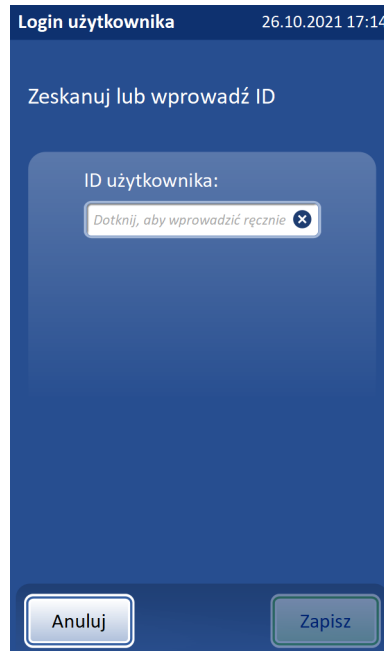 Login użytkownika 26.10.2021 17:14
Zeskanuj lub wprowadź ID
ID użytkownika:
Dotknij, aby wprowadzić ręcznie
Anuluj Zapisz